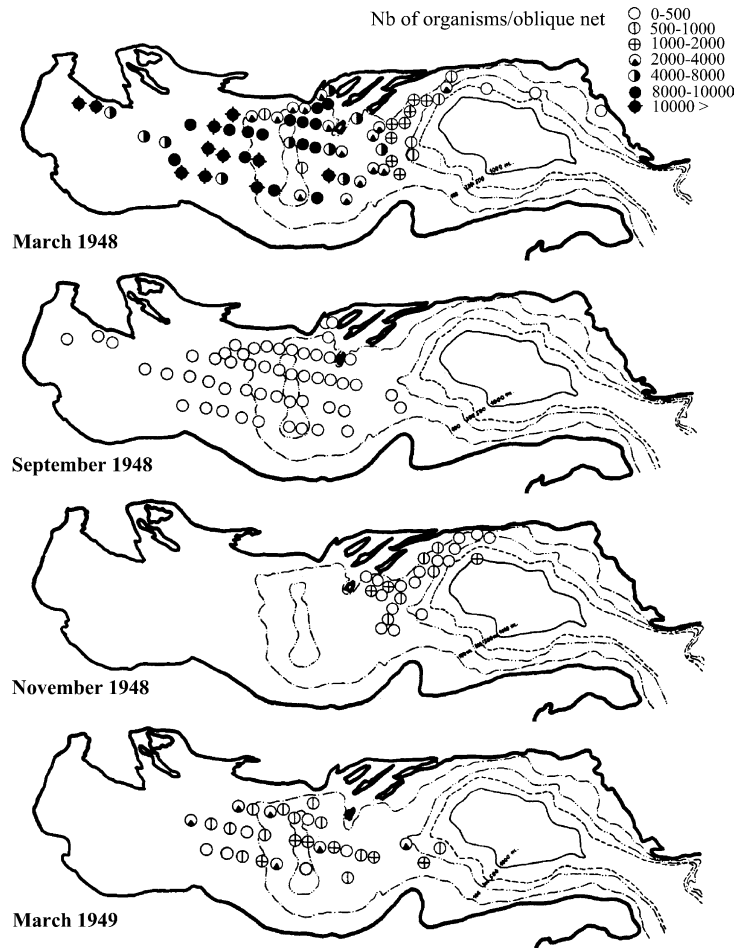 Nb of organisms/oblique net
0-500
500-1000
1000-2000
2000-4000
4000-8000
8000-10000
10000 >
March 1948
September 1948
November 1948
March 1949